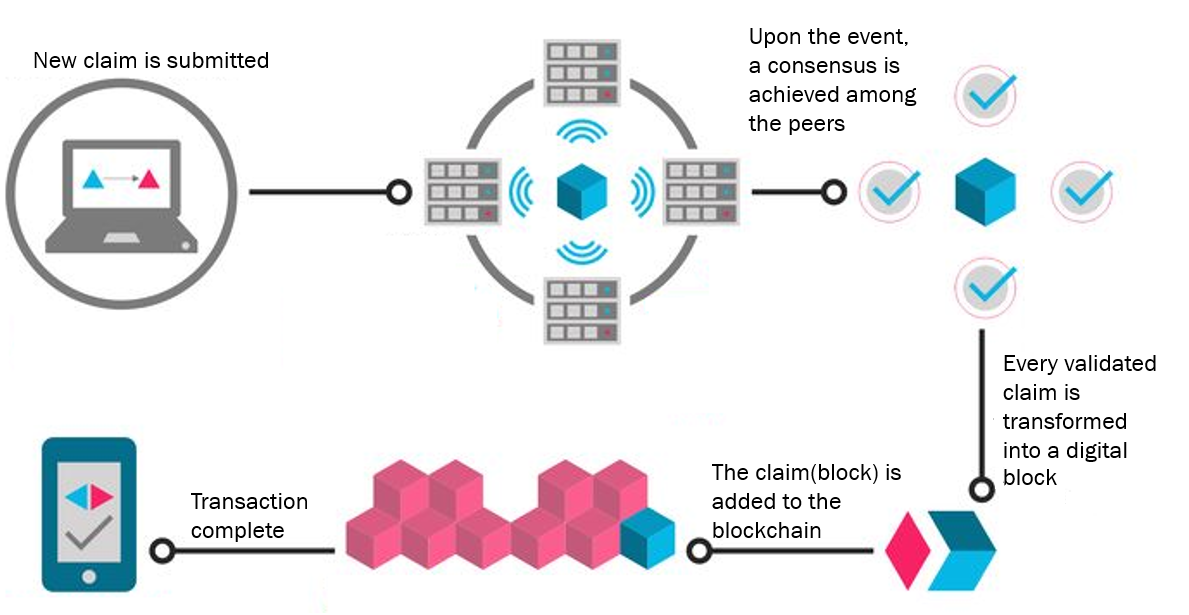 New claim is submitted
Upon the event,
a consensus is
achieved among
the peers
Every validated
claim is
transformed
into a digital
block
The claim(block) is
added to the
blockchain
Transaction
complete